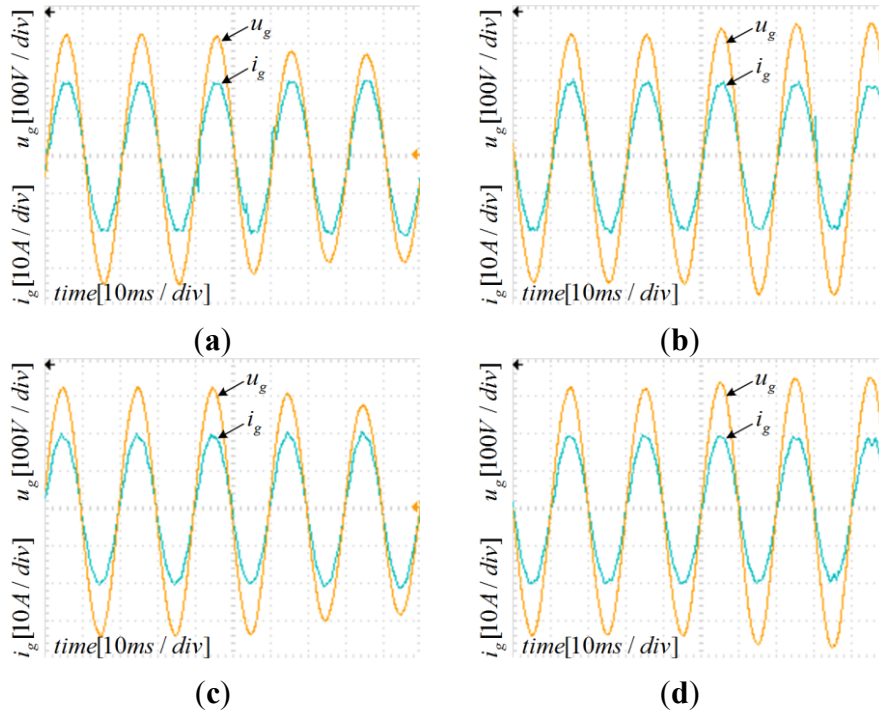 u_g[100V / div]
i_g[10A / div]
u_g
i_g
time[10ms / div]
(a)
u_g[100V / div]
i_g[10A / div]
u_g
i_g
time[10ms / div]
(b)
u_g[100V / div]
i_g[10A / div]
u_g
i_g
time[10ms / div]
(c)
u_g[100V / div]
i_g[10A / div]
u_g
i_g
time[10ms / div]
(d)